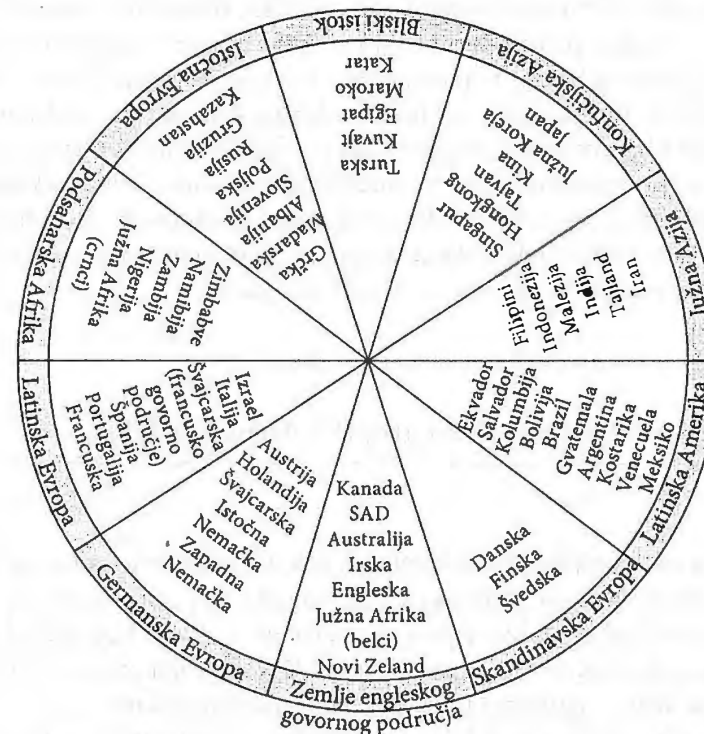 Bliski istok
Katar
Maroko
Egipat
Kuvajt
Turska
Konfucijska Azija
Japan
Južna Koreja
Kina
Tajvan
Hongkong
Singapur
Južna Azija
Iran
Tajland
Indija
Malezija
Indonezija
Filipini
Latinska Amerika
Ekvador
Salvador
Kolumbija
Bolivija
Brazil
Gvatemala
Argentina
Kostarika
Venecuela
Meksiko
Skandinavska Evropa
Danska
Finska
Švedska
Kanada
SAD
Australija
Irska
Engleska
Južna Afrika
(belci)
Novi Zeland
Zemlje engleskog
govornog područja
Germanska Evropa
Austrija
Holandija
Švajcarska
Istočna
Nemačka
Zapadna
Nemačka
Latinska Evropa
Izrael
Italija
Švajcarska
(francusko
govorno
područje)
Španija
Portugalija
Francuska
Podsaharska Afrika
Zimbabve
Namibija
Zambija
Nigerija
Južna Afrika
(crnci)
Istočna Evropa
Kazahstan
Gruzija
Rusija
Poljska
Slovenija
Albanija
Mađarska
Grčka